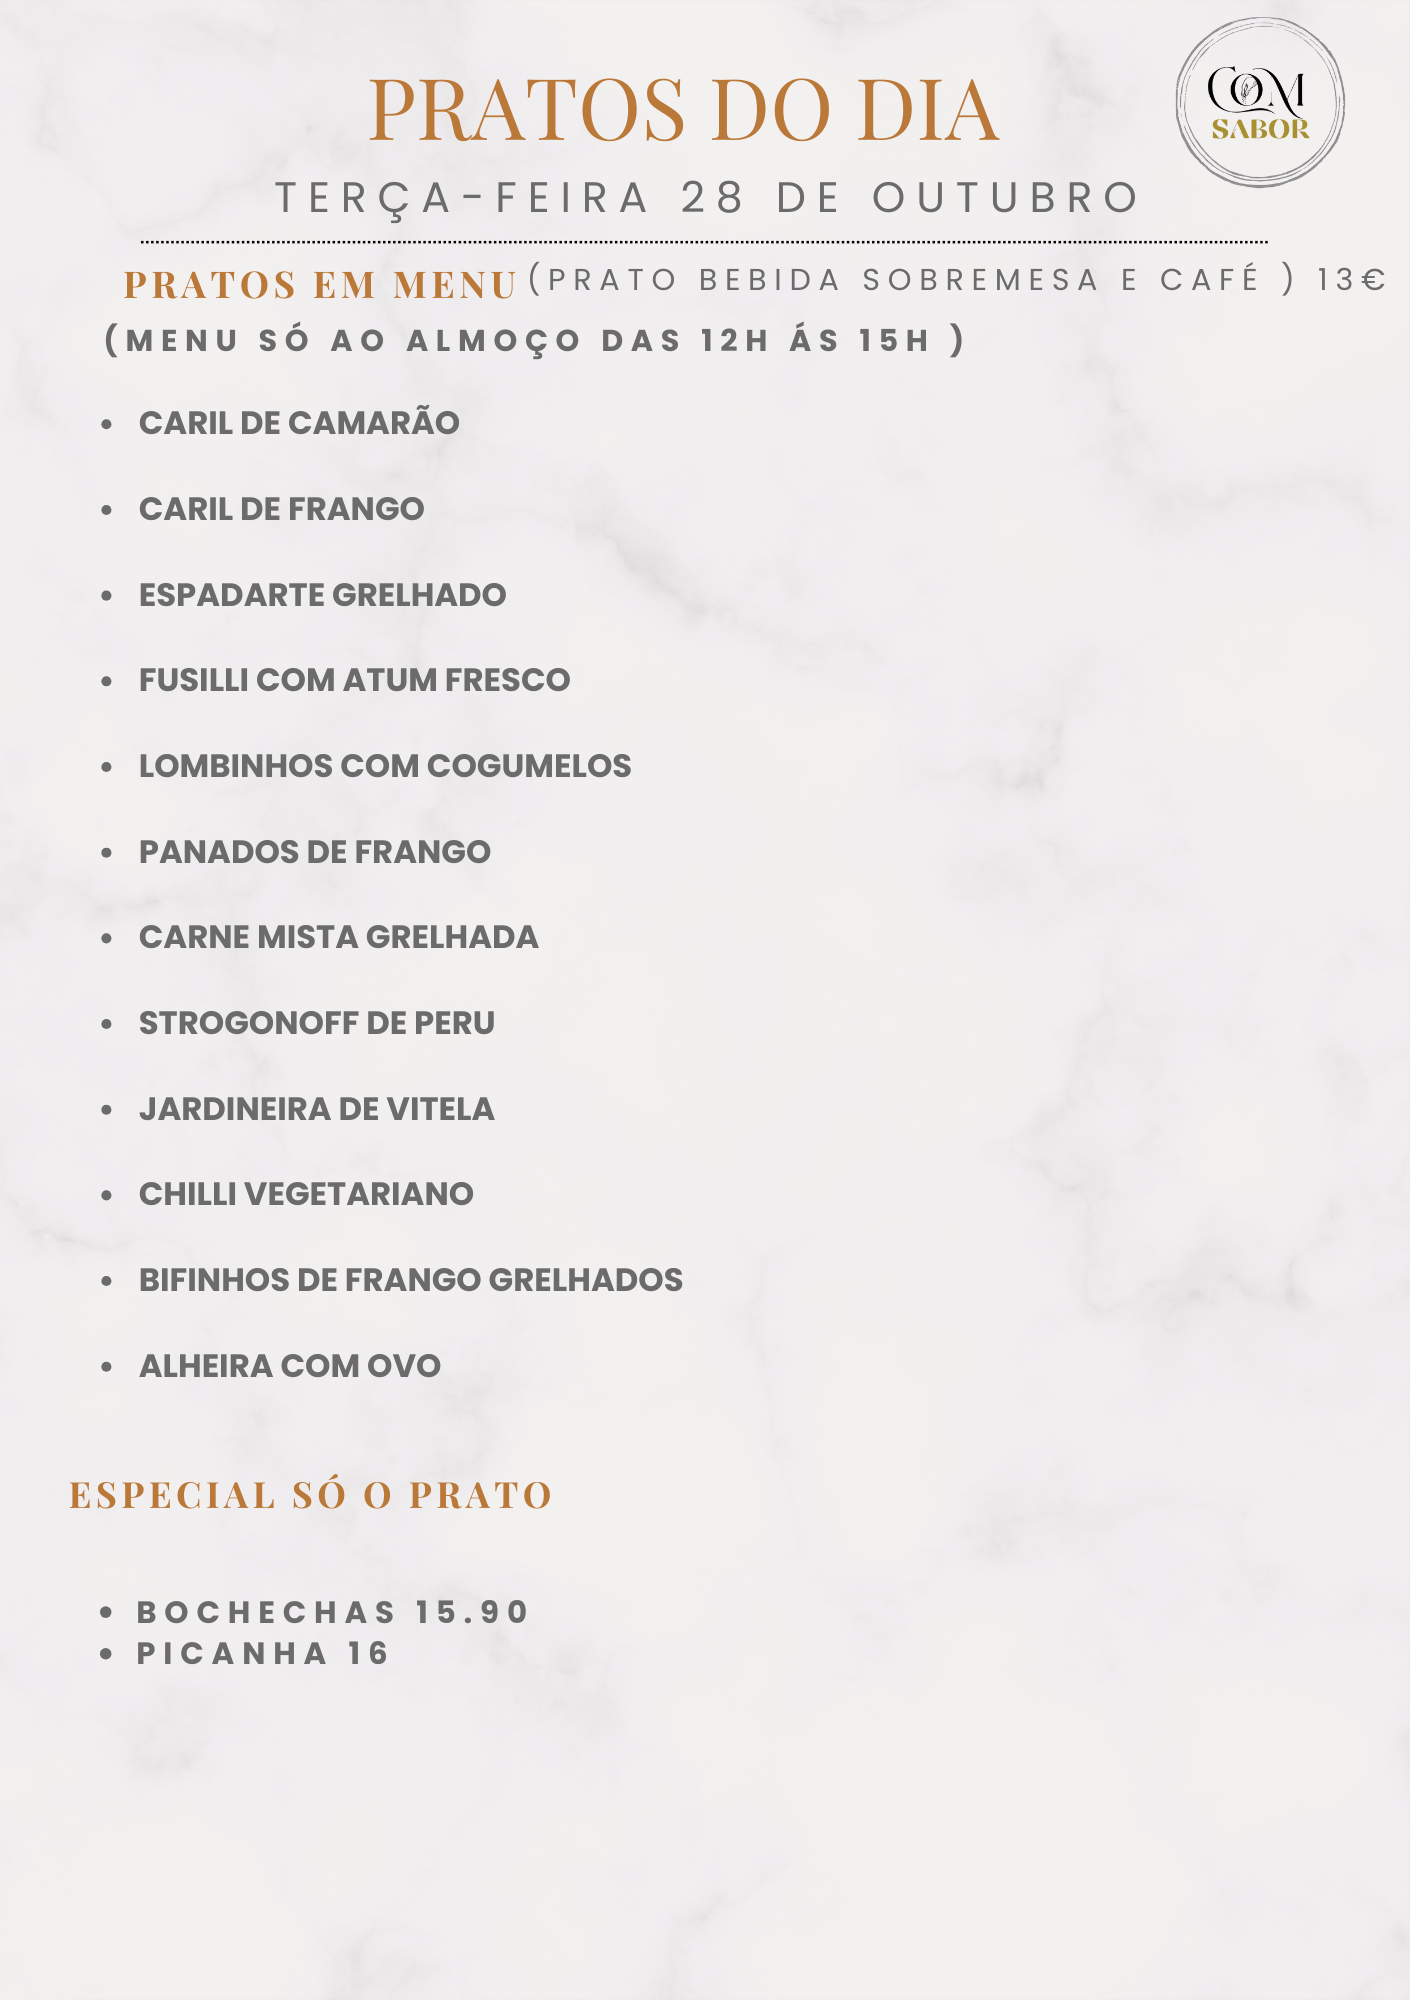 COM
SABOR
PRATOS DO DIA
TERÇA-FEIRA 28 DE OUTUBRO
PRATOS EM MENU (PRATO BEBIDA SOBREMESA E CAFÉ ) 13€
(MENU SÓ AO ALMOÇO DAS 12H ÁS 15H )
• CARIL DE CAMARÃO
• CARIL DE FRANGO
• ESPADARTE GRELHADO
• FUSILLI COM ATUM FRESCO
• LOMBINHOS COM COGUMELOS
• PANADOS DE FRANGO
• CARNE MISTA GRELHADA
• STROGONOFF DE PERU
• JARDINEIRA DE VITELA
• CHILLI VEGETARIANO
• BIFINHOS DE FRANGO GRELHADOS
• ALHEIRA COM OVO
ESPECIAL SÓ O PRATO
• BOCHECHAS 15.90
• PICANHA 16